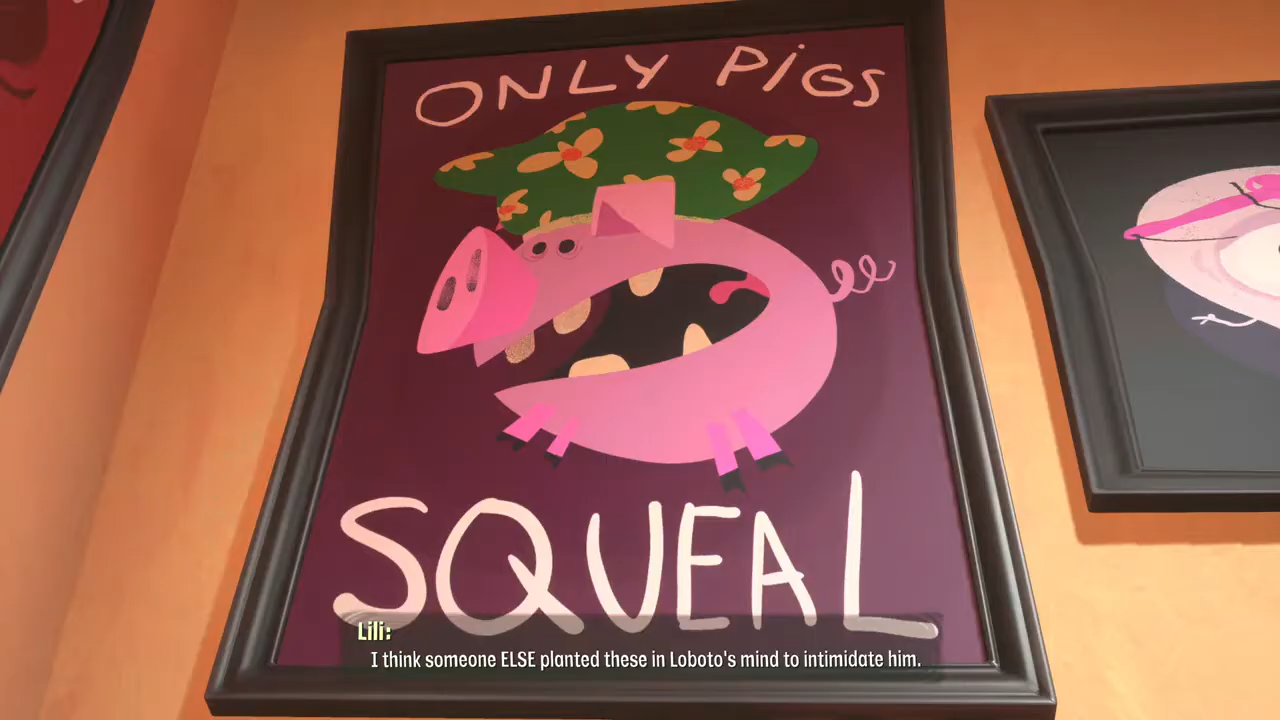 ONLY PIGS
SQUEAL
Lili:
I think someone ELSE planted these in Loboto's mind to intimidate him.